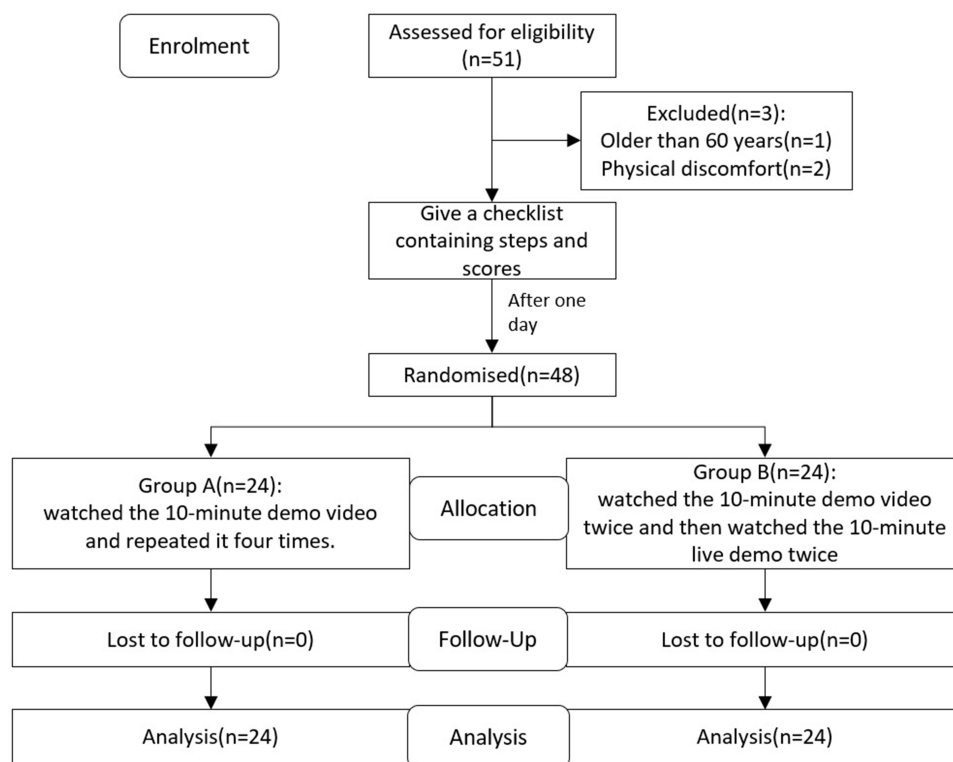 Enrolment
Assessed for eligibility
(n=51)
Excluded(n=3):
Older than 60 years(n=1)
Physical discomfort(n=2)
Give a checklist
containing steps and
scores
After one
day
Randomised(n=48)
Group A(n=24):
watched the 10-minute demo video
and repeated it four times.
Allocation
Group B(n=24):
watched the 10-minute demo video
twice and then watched the 10-minute
live demo twice
Lost to follow-up(n=0)
Follow-Up
Lost to follow-up(n=0)
Analysis(n=24)
Analysis
Analysis(n=24)